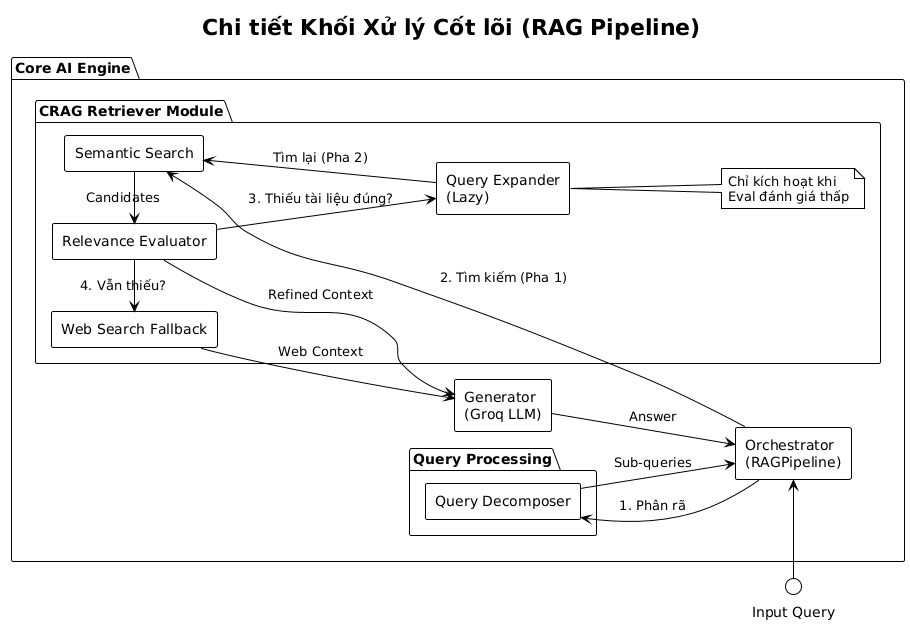 Chi tiết Khối Xử lý Cốt lõi (RAG Pipeline)
Core AI Engine
CRAG Retriever Module
Semantic Search
Tìm lại (Pha 2)
Query Expander
(Lazy)
Chỉ kích hoạt khi
Eval đánh giá thấp
Candidates
3. Thiếu tài liệu đúng?
Relevance Evaluator
2. Tìm kiếm (Pha 1)
4. Vẫn thiếu?
Refined Context
Web Search Fallback
Web Context
Generator
(Groq LLM)
Answer
Orchestrator
(RAGPipeline)
Query Processing
Sub-queries
Query Decomposer
1. Phân rã
Input Query